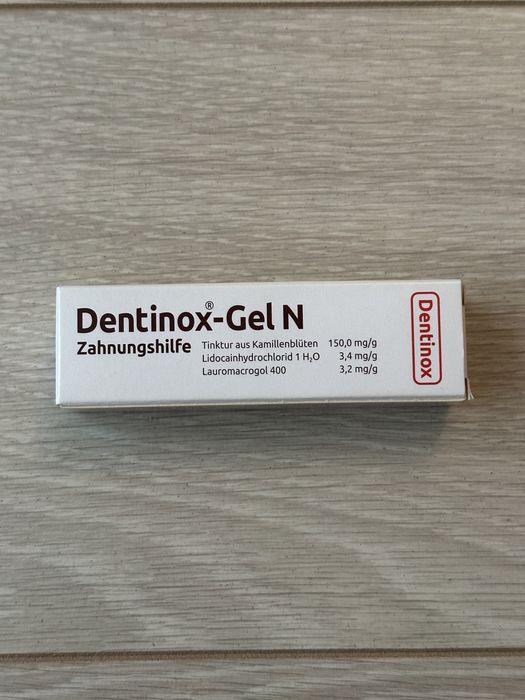 Dentinox®-Gel N
Zahnungshilfe
Tinktur aus Kamillenblüten 150,0 mg/g
Lidocainhydrochlorid 1 H₂O 3,4 mg/g
Lauromacrogol 400 3,2 mg/g
Dentinox